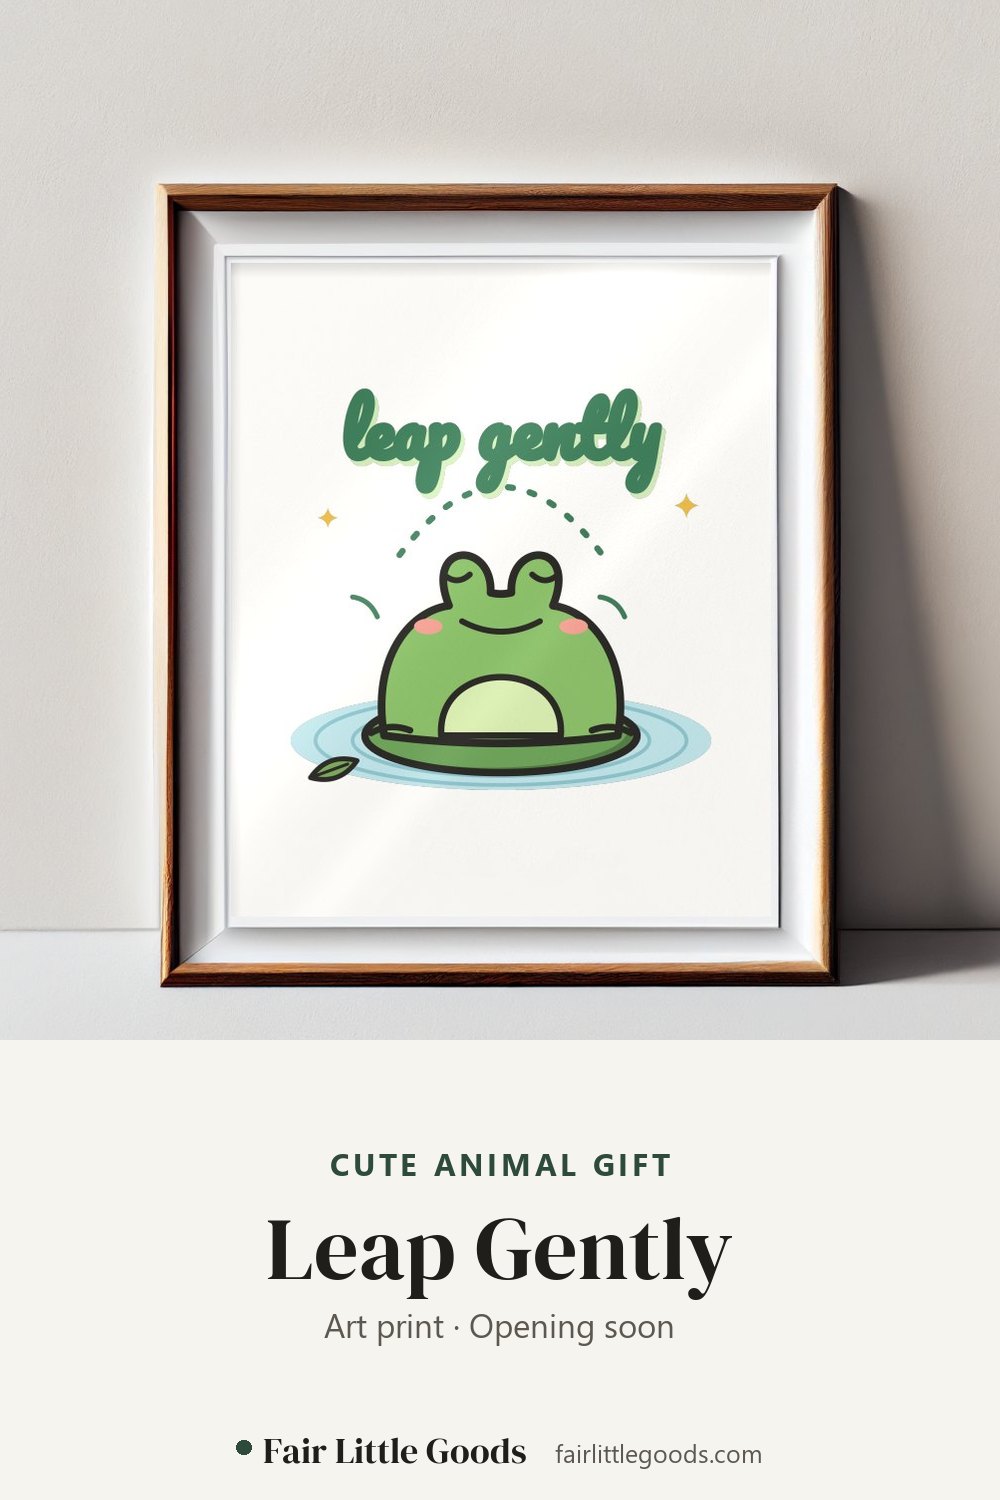 leap gently
CUTE ANIMAL GIFT
Leap Gently
Art print · Opening soon
Fair Little Goods fairlittlegoods.com